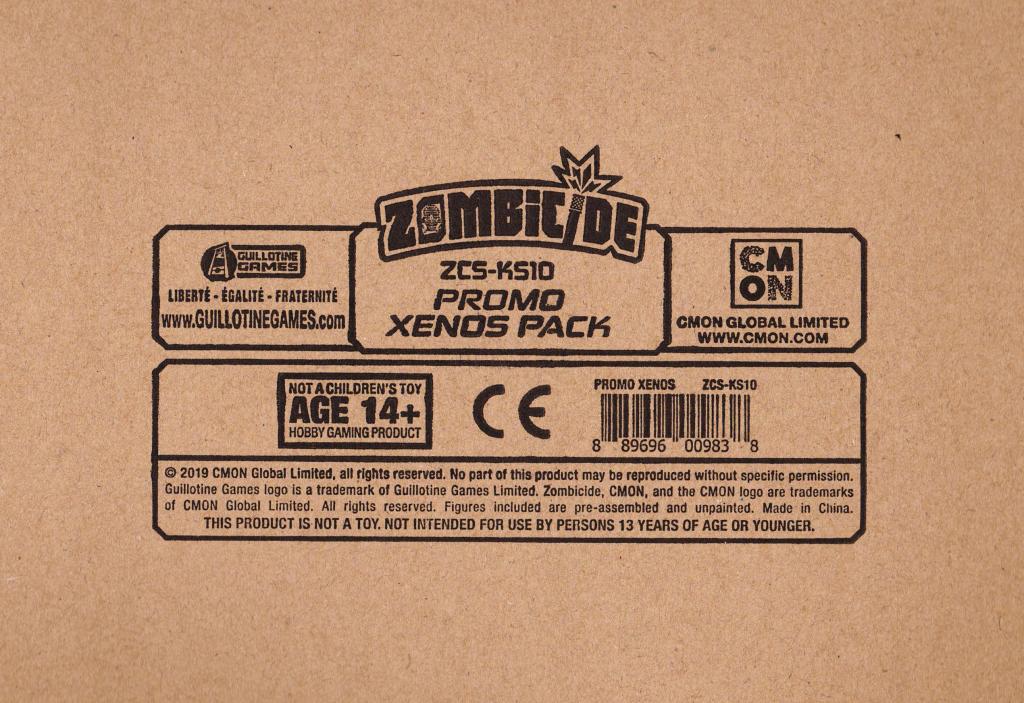 ZOMBICIDE
ZCS-KS10
PROMO
XENOS PACK
GUILLOTINE
GAMES
LIBERTÉ - ÉGALITÉ - FRATERNITÉ
www.GUILLOTINEGAMES.com
CM
ON
CMON GLOBAL LIMITED
WWW.CMON.COM
NOT A CHILDREN'S TOY
AGE 14+
HOBBY GAMING PRODUCT
CE
PROMO XENOS ZCS-KS10
8 89696 00983 8
© 2019 CMON Global Limited, all rights reserved. No part of this product may be reproduced without specific permission.
Guillotine Games logo is a trademark of Guillotine Games Limited. Zombicide, CMON, and the CMON logo are trademarks
of CMON Global Limited. All rights reserved. Figures included are pre-assembled and unpainted. Made in China.
THIS PRODUCT IS NOT A TOY. NOT INTENDED FOR USE BY PERSONS 13 YEARS OF AGE OR YOUNGER.